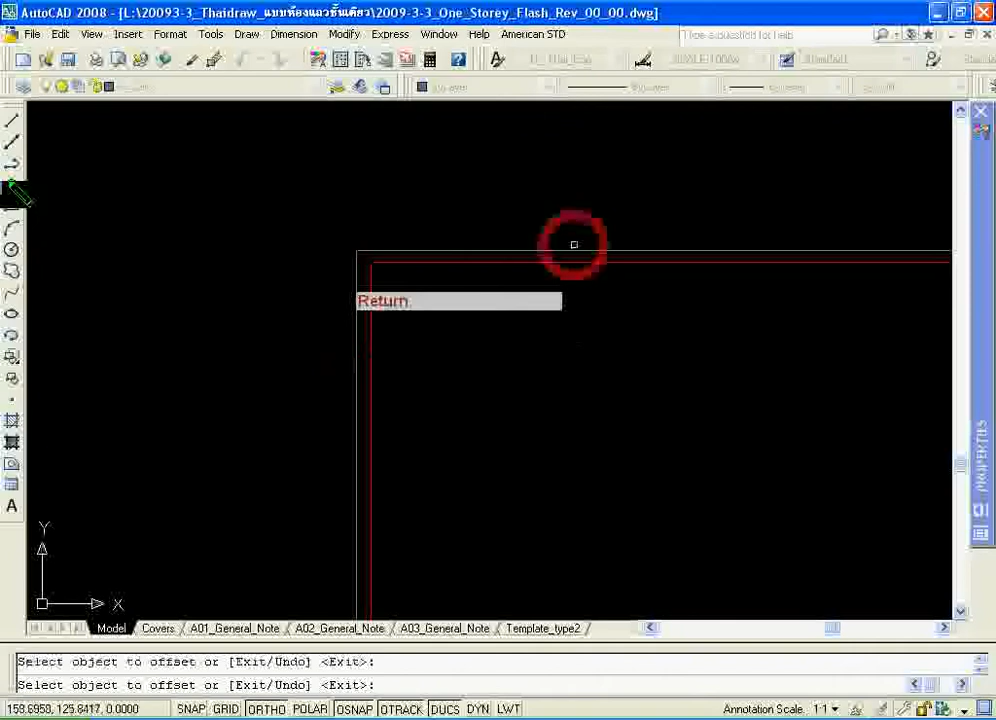 AutoCAD 2008 - [L:\20093-3_Thaidraw_แบบห้องแถวชั้นเดียว\2009-3-3_One_Storey_Flash_Rev_00_00.dwg]
File Edit View Insert Format Tools Draw Dimension Modify Express Window Help American STD
Type a question for help
Return
Y
X
A
PROPERTIES
Model Covers A01_General_Note A02_General_Note A03_General_Note Template_type2
Select object to offset or [Exit/Undo] <Exit>:
Select object to offset or [Exit/Undo] <Exit>:
158.6958, 125.8417, 0.0000 SNAP GRID ORTHO POLAR OSNAP OTRACK DUCS DYN LWT Annotation Scale: 1:1